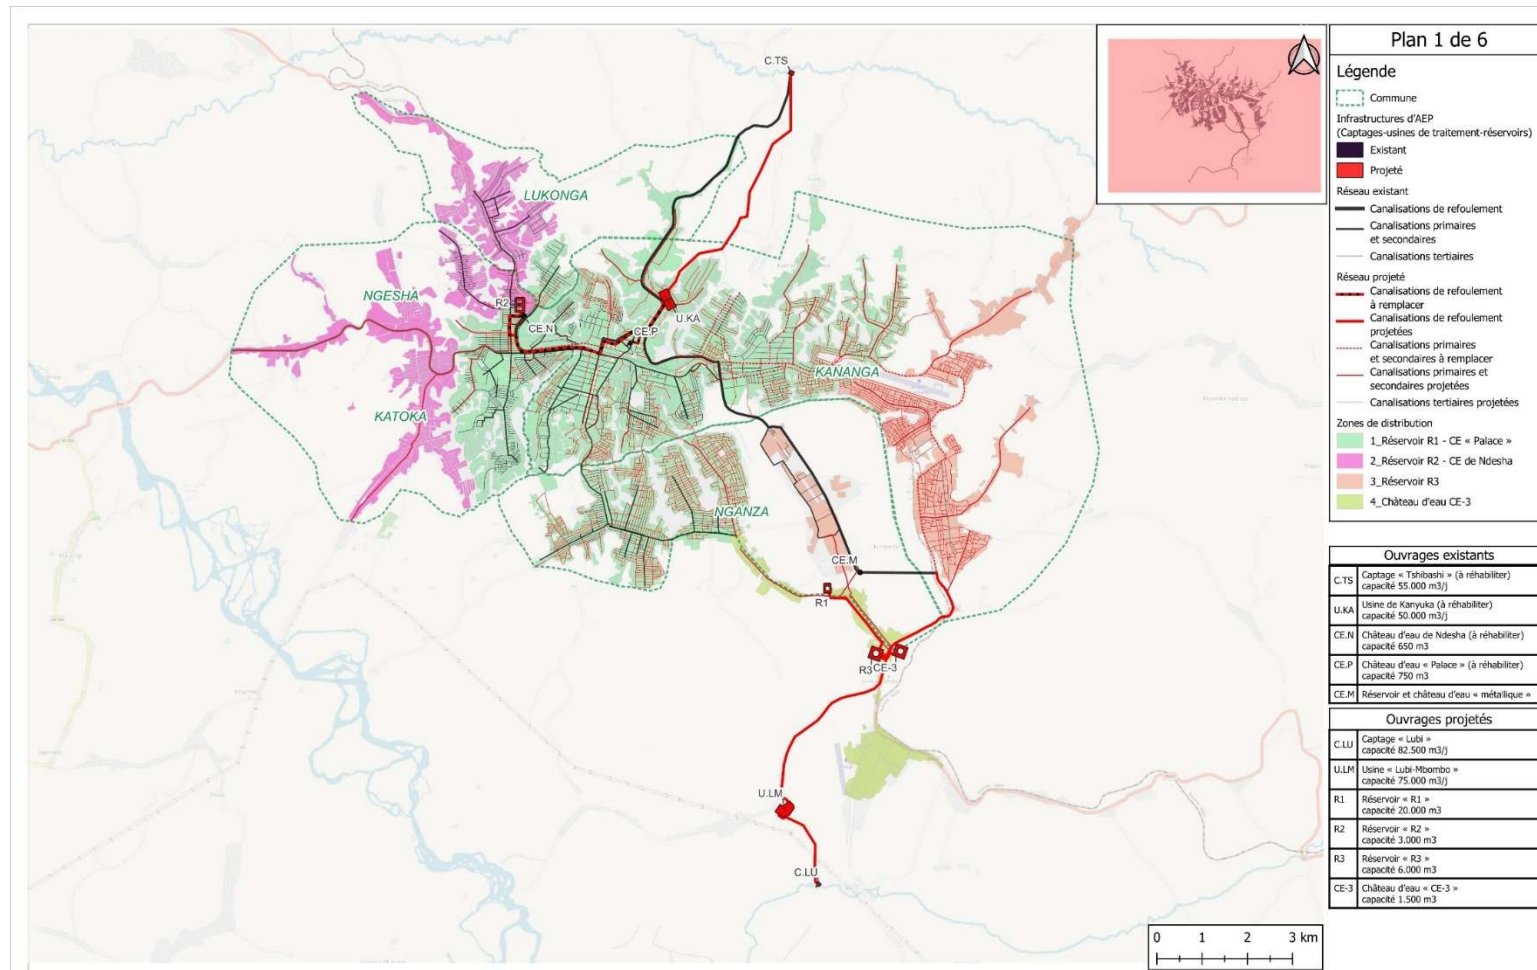 C.TS
LUKONGA
NGESHA
R2
CE.N
CE.P
U.KA
KANANGA
KATOKA
NGANZA
CE.M
R1
R3
CE-3
U.LM
C.LU
0 1 2 3 km
Plan 1 de 6
Légende
Commune
Infrastructures d'AEP
(Captages-usines de traitement-réservoirs)
Existant
Projeté
Réseau existant
Canalisations de refoulement
Canalisations primaires
et secondaires
Canalisations tertiaires
Réseau projeté
Canalisations de refoulement
à remplacer
Canalisations de refoulement
projetées
Canalisations primaires
et secondaires à remplacer
Canalisations primaires et
secondaires projetées
Canalisations tertiaires projetées
Zones de distribution
1_Réservoir R1 - CE « Palace »
2_Réservoir R2 - CE de Ndesha
3_Réservoir R3
4_Château d'eau CE-3
Ouvrages existants
C.TS Captage « Tshibashi » (à réhabiliter)
capacité 55.000 m3/j
U.KA Usine de Kanyuka (à réhabiliter)
capacité 50.000 m3/j
CE.N Château d'eau de Ndesha (à réhabiliter)
capacité 650 m3
CE.P Château d'eau « Palace » (à réhabiliter)
capacité 750 m3
CE.M Réservoir et château d'eau « métallique »
Ouvrages projetés
C.LU Captage « Lubi »
capacité 82.500 m3/j
U.LM Usine « Lubi-Mbombo »
capacité 75.000 m3/j
R1 Réservoir « R1 »
capacité 20.000 m3
R2 Réservoir « R2 »
capacité 3.000 m3
R3 Réservoir « R3 »
capacité 6.000 m3
CE-3 Château d'eau « CE-3 »
capacité 1.500 m3